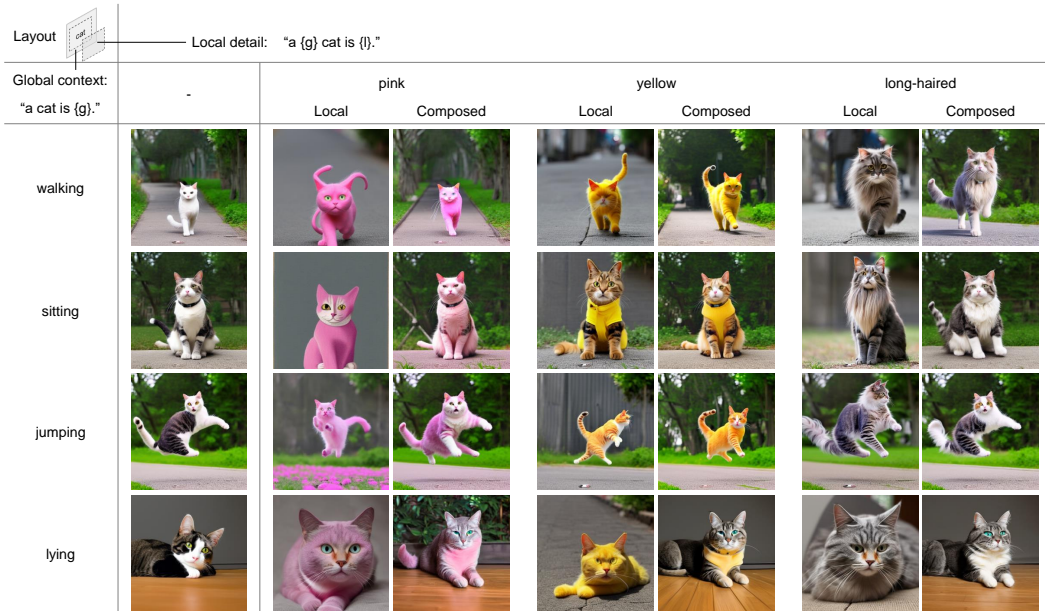 Layout
cat
Local detail: "a {g} cat is {l}."
Global context:
"a cat is {g}."
-
pink
yellow
long-haired
Local
Composed
Local
Composed
Local
Composed
walking
sitting
jumping
lying